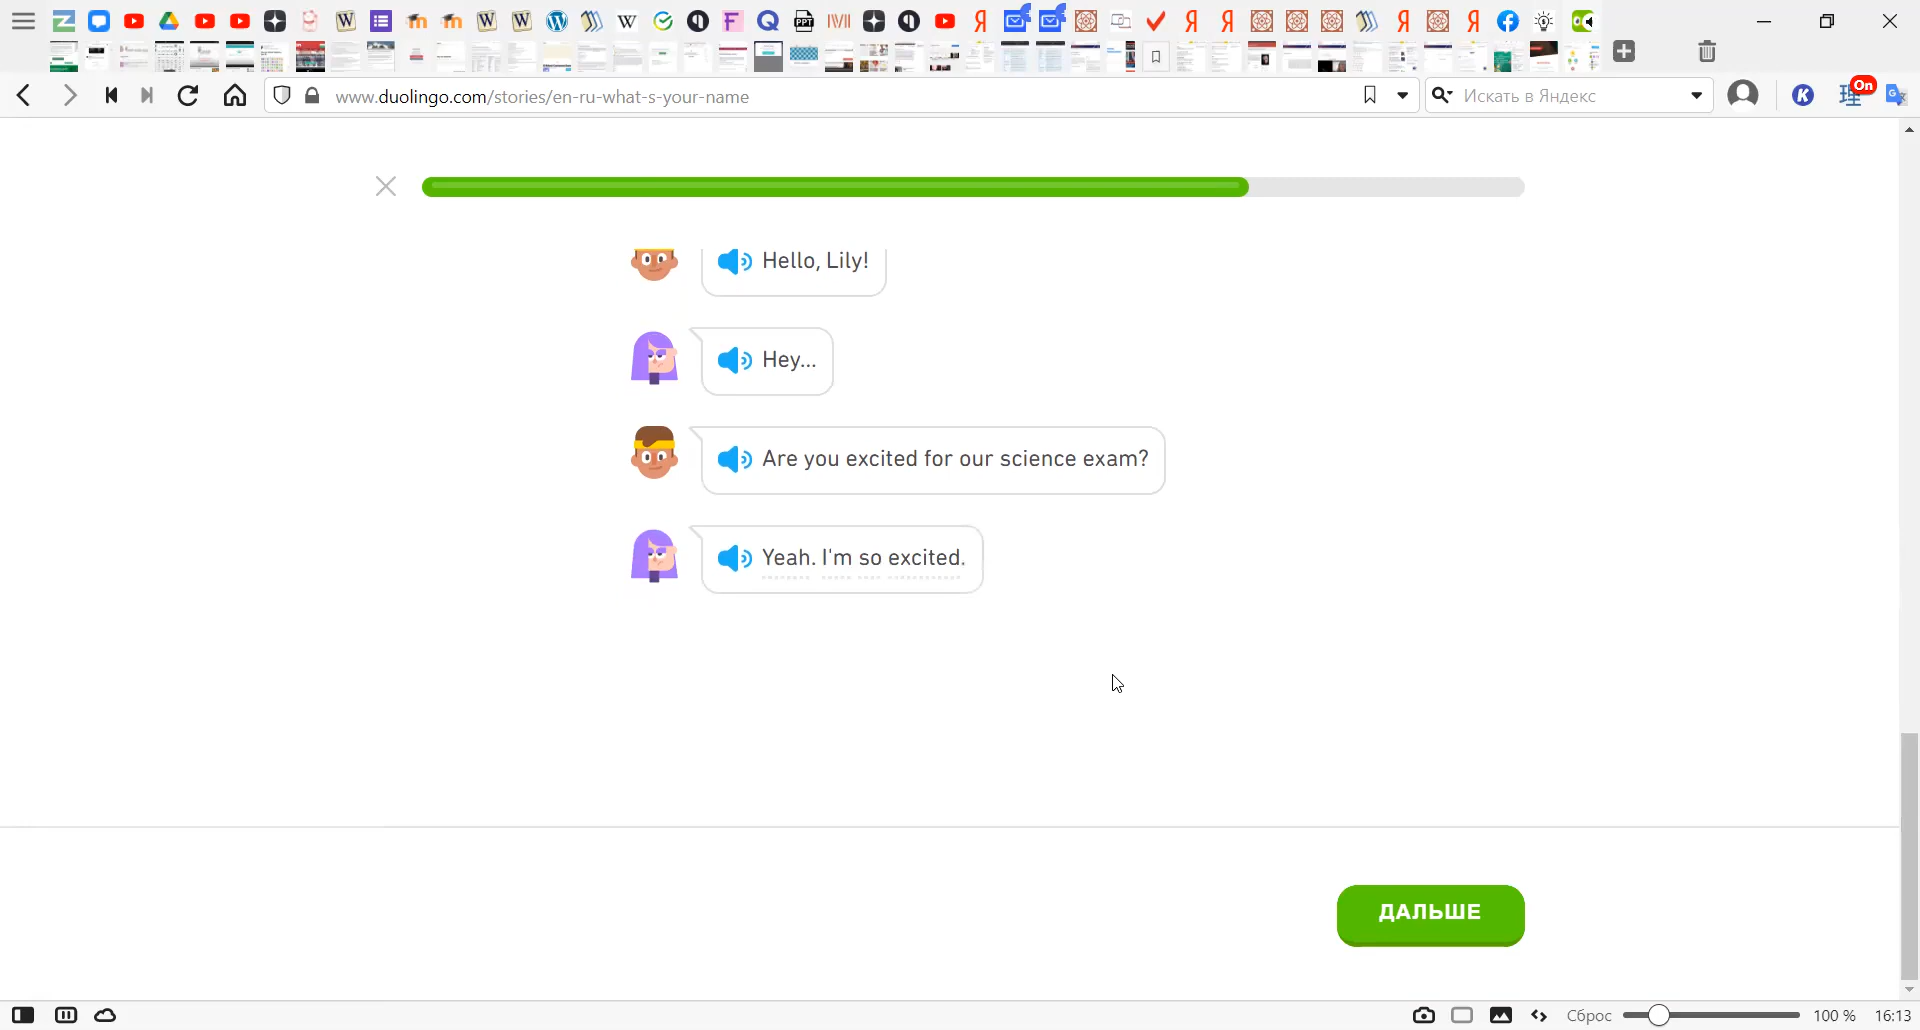 www.duolingo.com/stories/en-ru-what-s-your-name
Искать в Яндекс
On
Hello, Lily!
Hey...
Are you excited for our science exam?
Yeah. I'm so excited.
ДАЛЬШЕ
Сброс
100 %
16:13